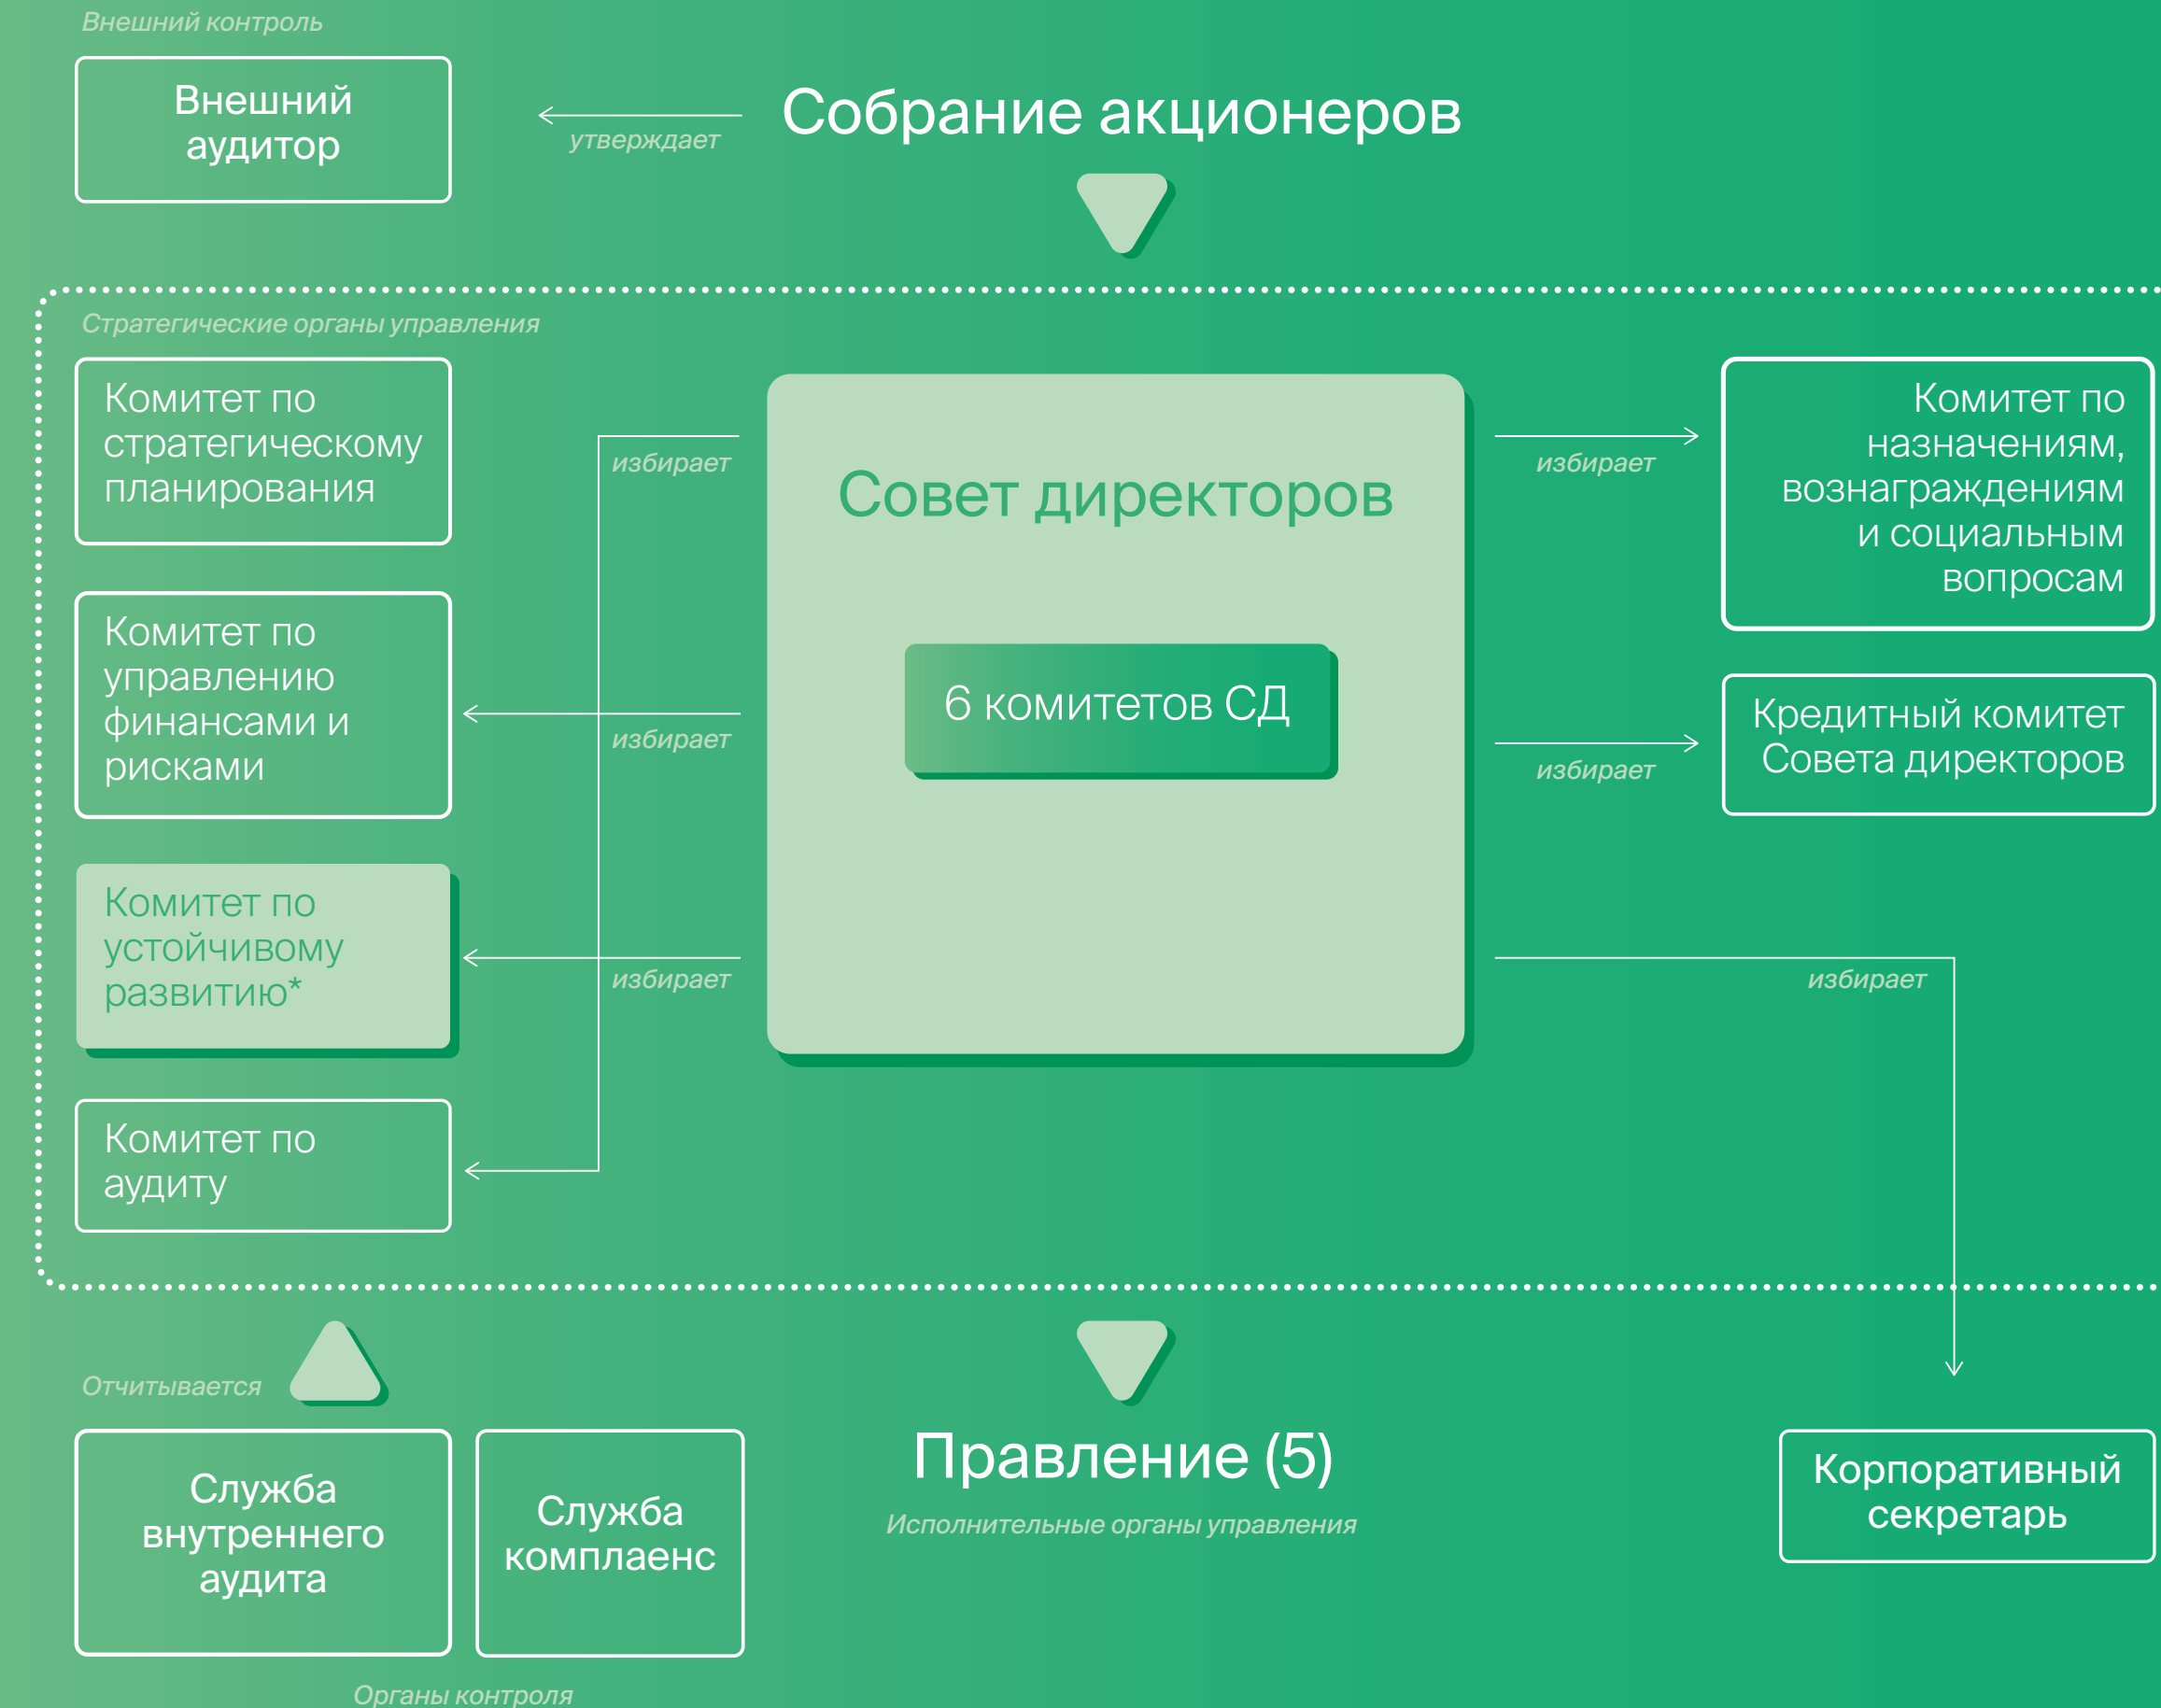 Внешний контроль
Внешний
аудитор
утверждает
Собрание акционеров
Стратегические органы управления
Комитет по
стратегическому
планирования
избирает
Комитет по
управлению
финансами и
рисками
избирает
Комитет по
устойчивому
развитию*
избирает
Комитет по
аудиту
Совет директоров
6 комитетов СД
избирает
Комитет по
назначениям,
вознаграждениям
и социальным
вопросам
избирает
Кредитный комитет
Совета директоров
избирает
Отчитывается
Служба
внутреннего
аудита
Служба
комплаенс
Органы контроля
Правление (5)
Исполнительные органы управления
Корпоративный
секретарь